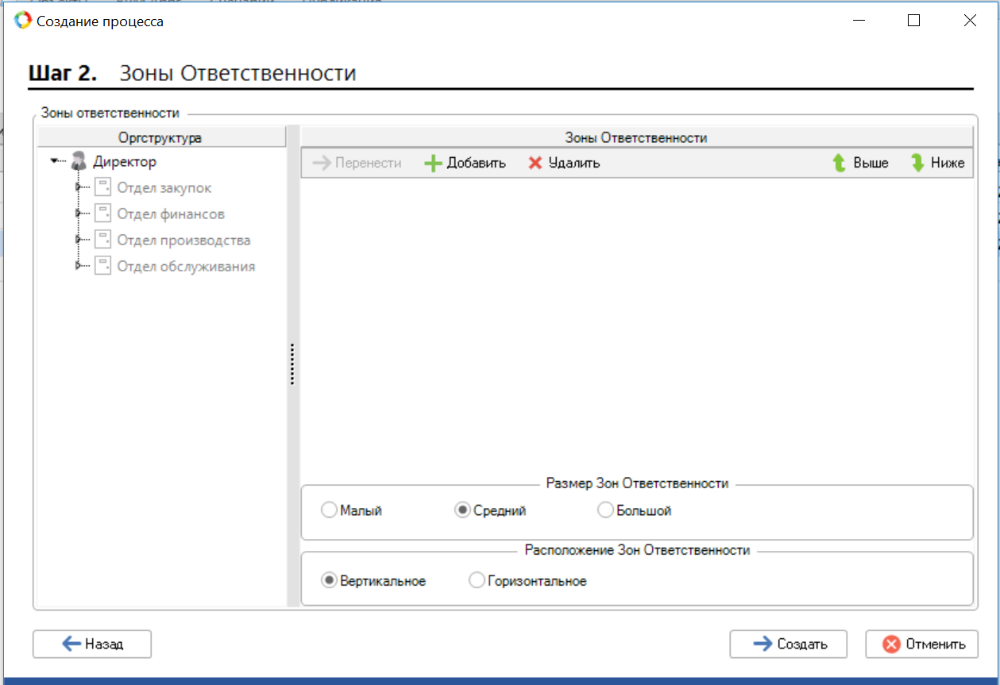 Создание процесса
Шаг 2. Зоны Ответственности
Зоны ответственности
Оргструктура
Зоны Ответственности
Директор
Отдел закупок
Отдел финансов
Отдел производства
Отдел обслуживания
Перенести Добавить Удалить Выше Ниже
Размер Зон Ответственности
Малый Средний Большой
Расположение Зон Ответственности
Вертикальное Горизонтальное
Назад Создать Отменить